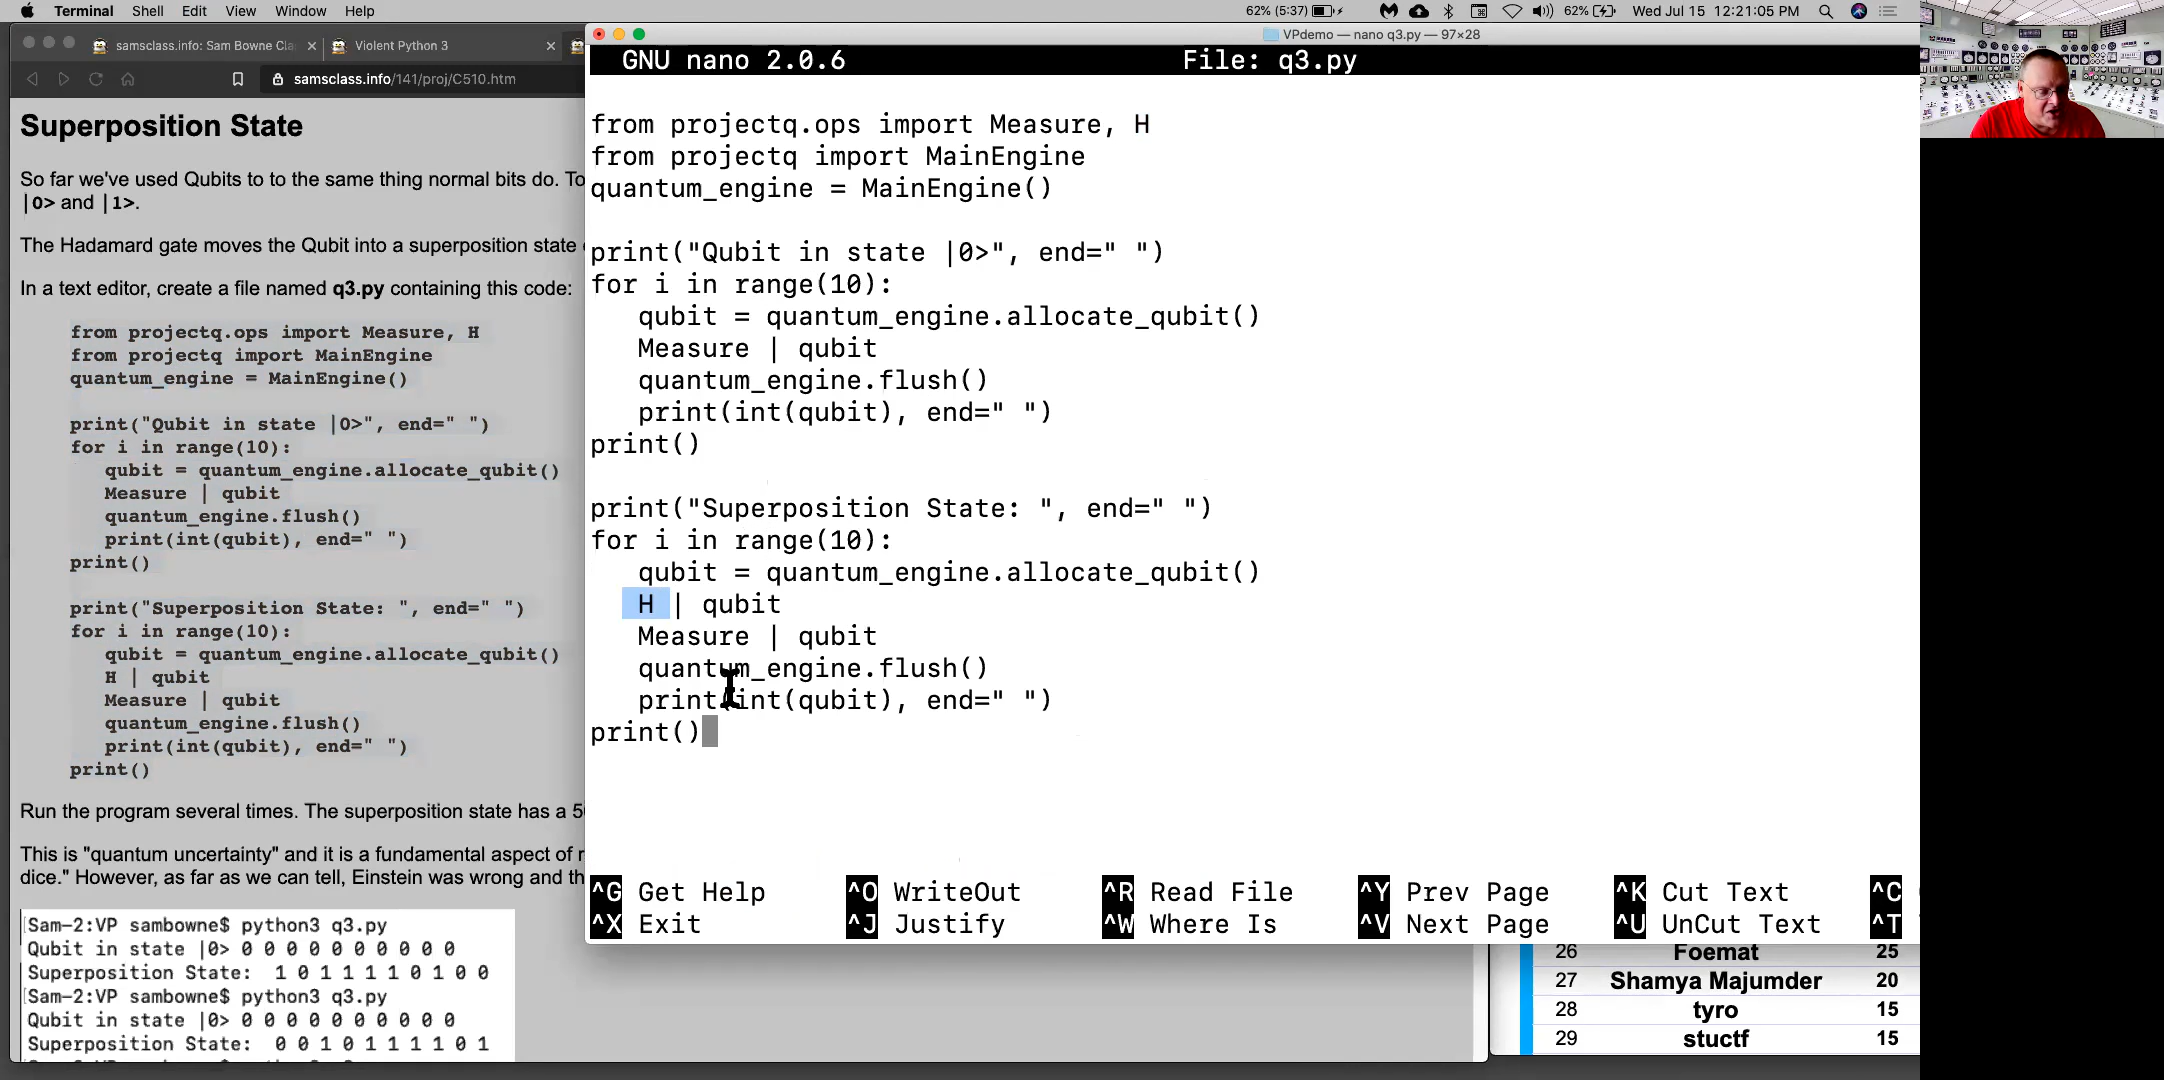 Terminal Shell Edit View Window Help 62% (5:37) 62% Wed Jul 15 12:21:05 PM
samsclass.info: Sam Bowne Cla Violent Python 3
samsclass.info/141/proj/C510.htm
Superposition State
So far we've used Qubits to to the same thing normal bits do. To
|0> and |1>.
The Hadamard gate moves the Qubit into a superposition state
In a text editor, create a file named q3.py containing this code:
from projectq.ops import Measure, H
from projectq import MainEngine
quantum_engine = MainEngine()
print("Qubit in state |0>", end=" ")
for i in range(10):
qubit = quantum_engine.allocate_qubit()
Measure | qubit
quantum_engine.flush()
print(int(qubit), end=" ")
print()
print("Superposition State: ", end=" ")
for i in range(10):
qubit = quantum_engine.allocate_qubit()
H | qubit
Measure | qubit
quantum_engine.flush()
print(int(qubit), end=" ")
print()
Run the program several times. The superposition state has a
This is "quantum uncertainty" and it is a fundamental aspect of
dice." However, as far as we can tell, Einstein was wrong and
[Sam-2:VP sambowne$ python3 q3.py
Qubit in state |0> 0 0 0 0 0 0 0 0 0 0
Superposition State:  1 0 1 1 1 1 0 1 0 0
[Sam-2:VP sambowne$ python3 q3.py
Qubit in state |0> 0 0 0 0 0 0 0 0 0 0
Superposition State:  0 0 1 0 1 1 1 1 0 1
VPdemo — nano q3.py — 97×28
GNU nano 2.0.6 File: q3.py
from projectq.ops import Measure, H
from projectq import MainEngine
quantum_engine = MainEngine()
print("Qubit in state |0>", end=" ")
for i in range(10):
qubit = quantum_engine.allocate_qubit()
Measure | qubit
quantum_engine.flush()
print(int(qubit), end=" ")
print()
print("Superposition State: ", end=" ")
for i in range(10):
qubit = quantum_engine.allocate_qubit()
H | qubit
Measure | qubit
quantum_engine.flush()
print(int(qubit), end=" ")
print()
^G Get Help ^O WriteOut ^R Read File ^Y Prev Page ^K Cut Text ^C
^X Exit ^J Justify ^W Where Is ^V Next Page ^U UnCut Text ^T
26 Foemat 25
27 Shamya Majumder 20
28 tyro 15
29 stuctf 15